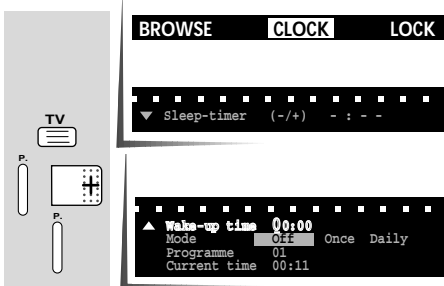 BROWSE CLOCK LOCK
▼ Sleep-timer (-/+) - : - -
TV
P.
+
P.
▲ Wake-up time 00:00
Mode Off Once Daily
Programme 01
Current time 00:11